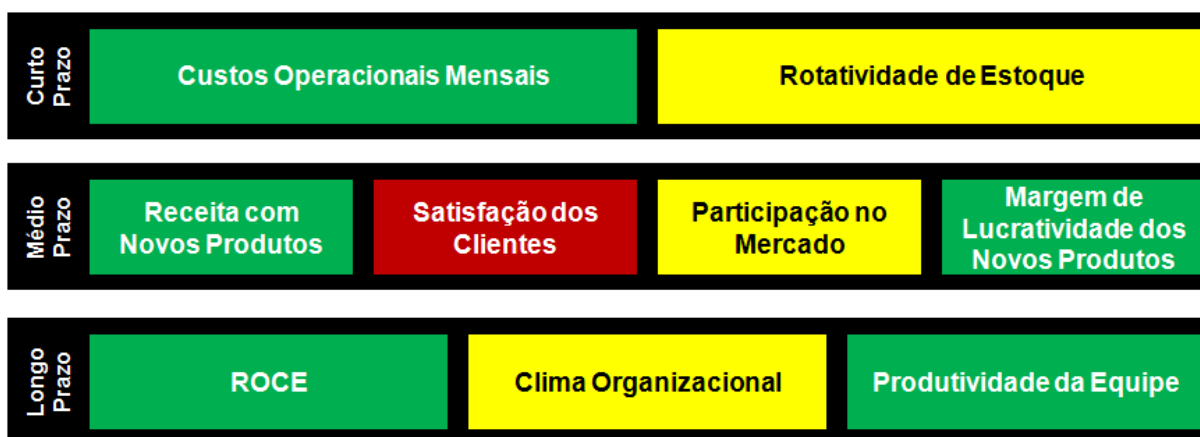 Curto
Prazo
Custos Operacionais Mensais
Rotatividade de Estoque
Médio
Prazo
Receita com
Novos Produtos
Satisfação dos
Clientes
Participação no
Mercado
Margem de
Lucratividade dos
Novos Produtos
Longo
Prazo
ROCE
Clima Organizacional
Produtividade da Equipe